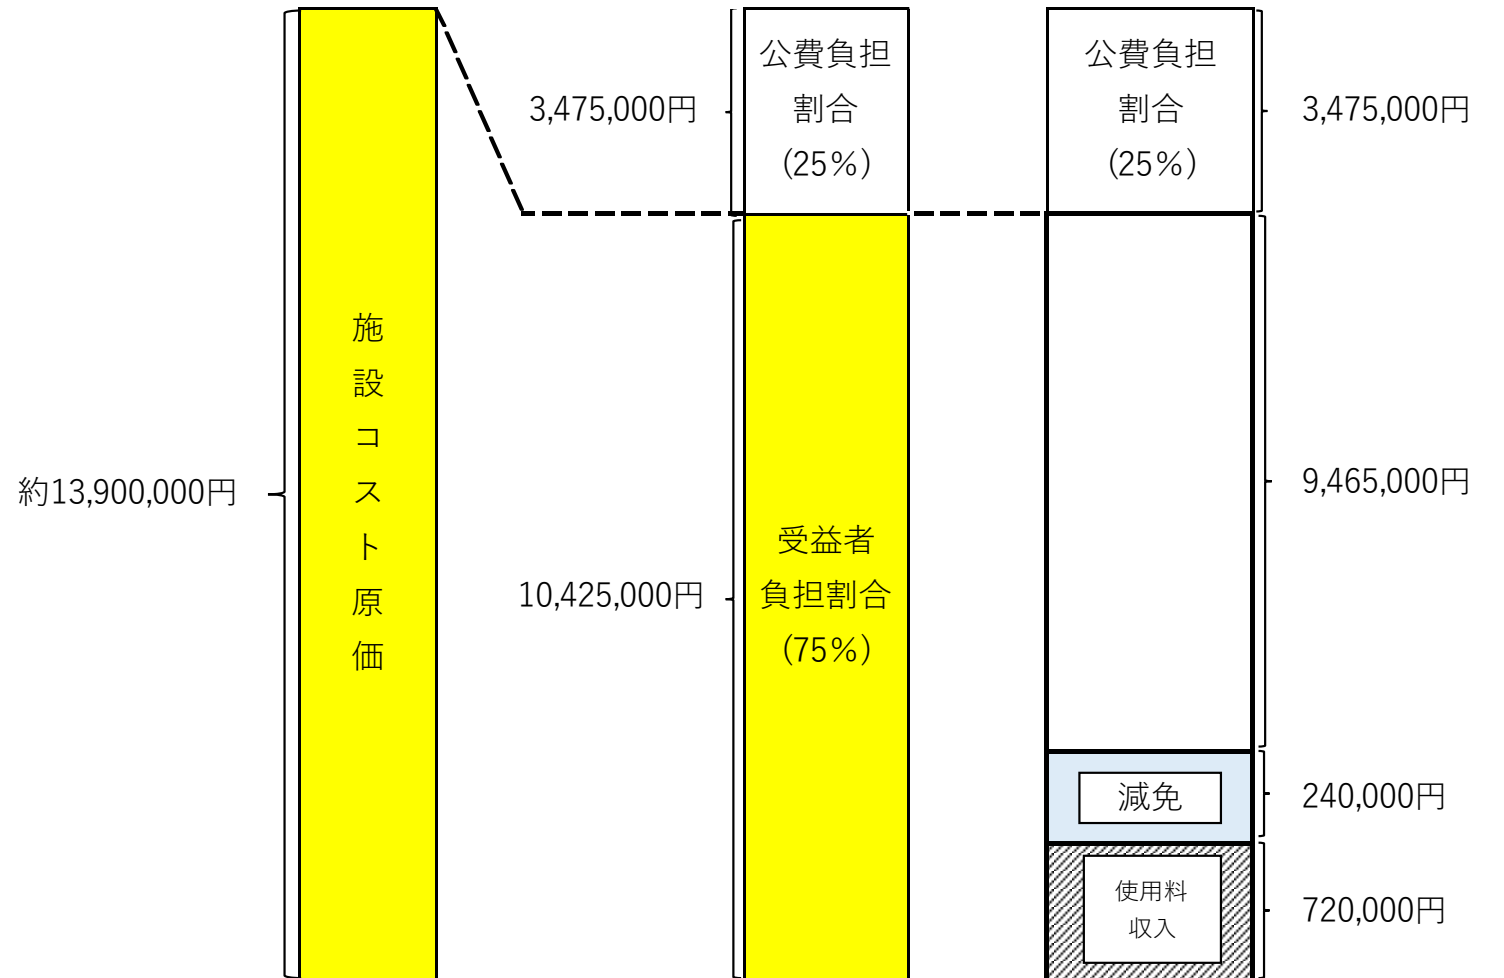 約13,900,000円
施設コスト原価
3,475,000円
公費負担
割合
（25％）
10,425,000円
受益者
負担割合
（75％）
公費負担
割合
（25％）
3,475,000円
9,465,000円
減免
240,000円
使用料
収入
720,000円